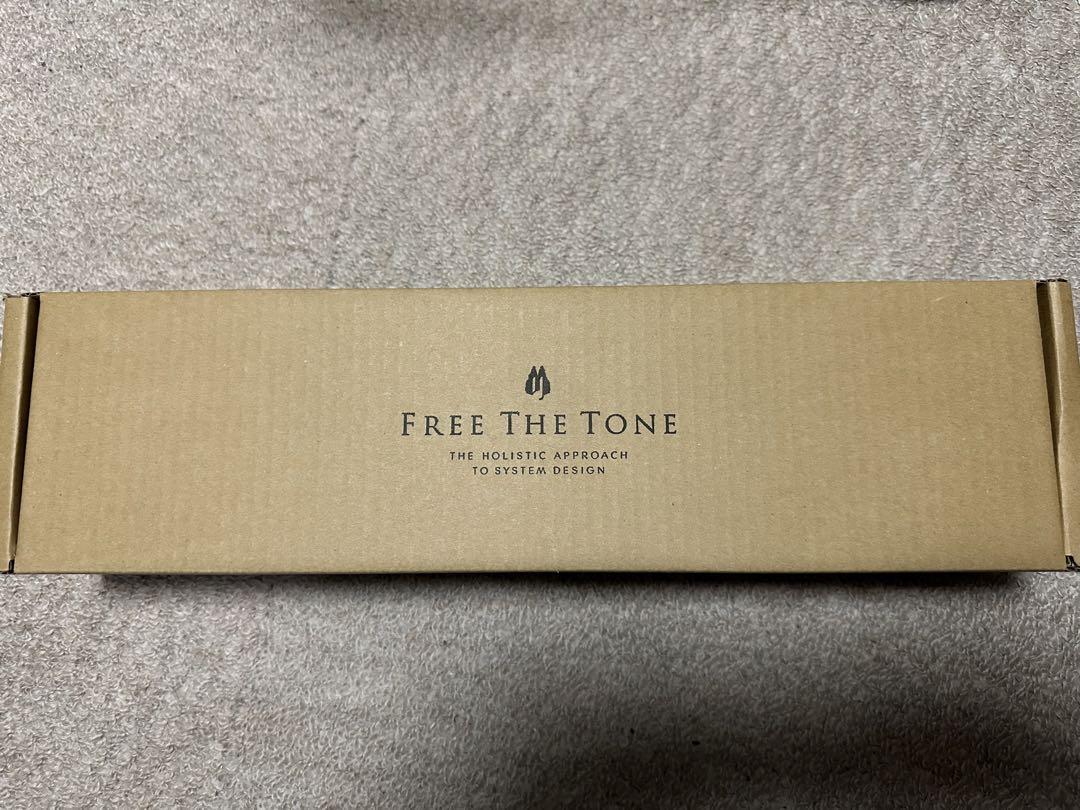 FREE THE TONE
THE HOLISTIC APPROACH
TO SYSTEM DESIGN